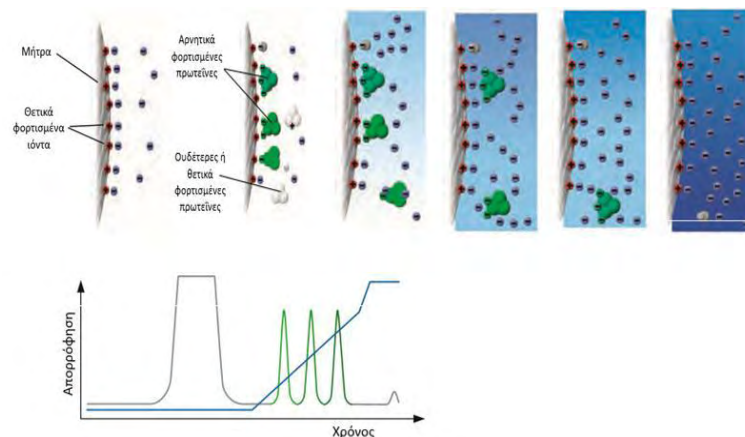 Μήτρα
Θετικά
φορτισμένα
ιόντα
Αρνητικά
φορτισμένες
πρωτεΐνες
Ουδέτερες ή
θετικά
φορτισμένες
πρωτεΐνες
Απορρόφηση
Χρόνος